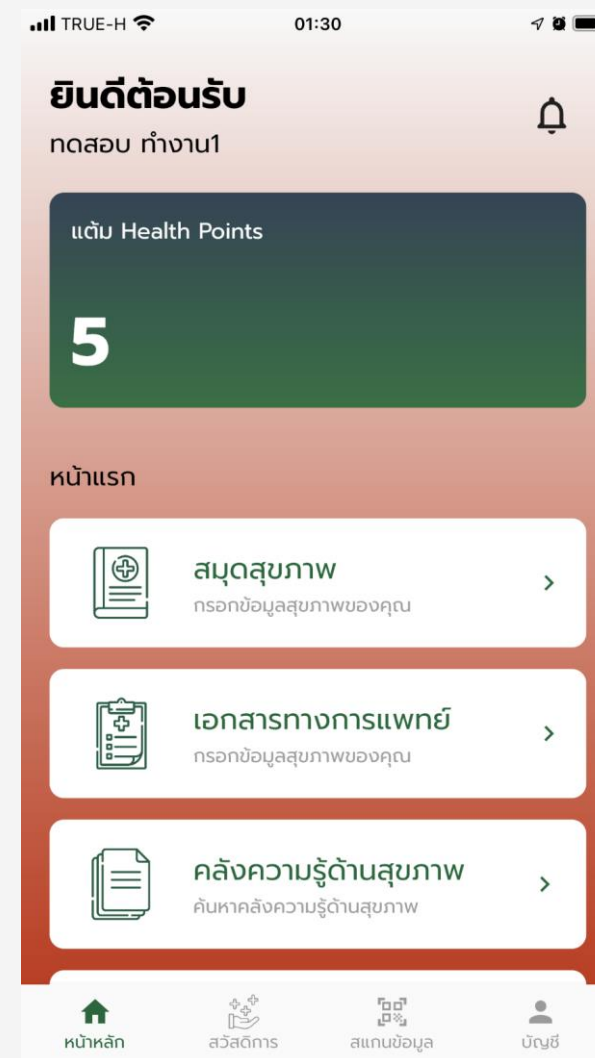 TRUE-H
01:30
ยินดีต้อนรับ
ทดสอบ ทำงาน1
แต้ม Health Points
5
หน้าแรก
สมุดสุขภาพ
กรอกข้อมูลสุขภาพของคุณ
เอกสารทางการแพทย์
กรอกข้อมูลสุขภาพของคุณ
คลังความรู้ด้านสุขภาพ
ค้นหาคลังความรู้ด้านสุขภาพ
หน้าหลัก
สวัสดิการ
สแกนข้อมูล
บัญชี